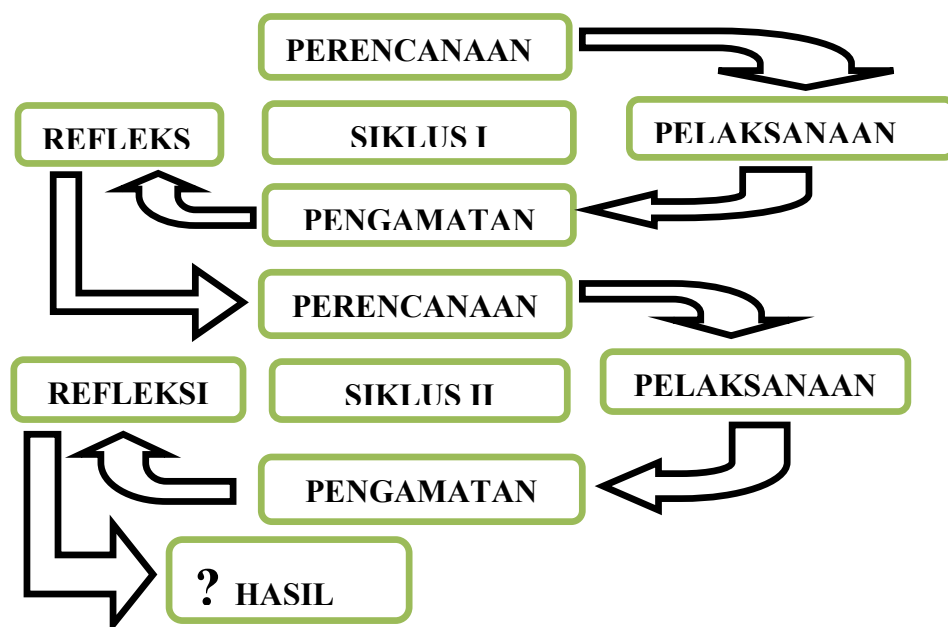 PERENCANAAN
REFLEKS
SIKLUS I
PELAKSANAAN
PENGAMATAN
PERENCANAAN
REFLEKSI
SIKLUS II
PELAKSANAAN
PENGAMATAN
? HASIL